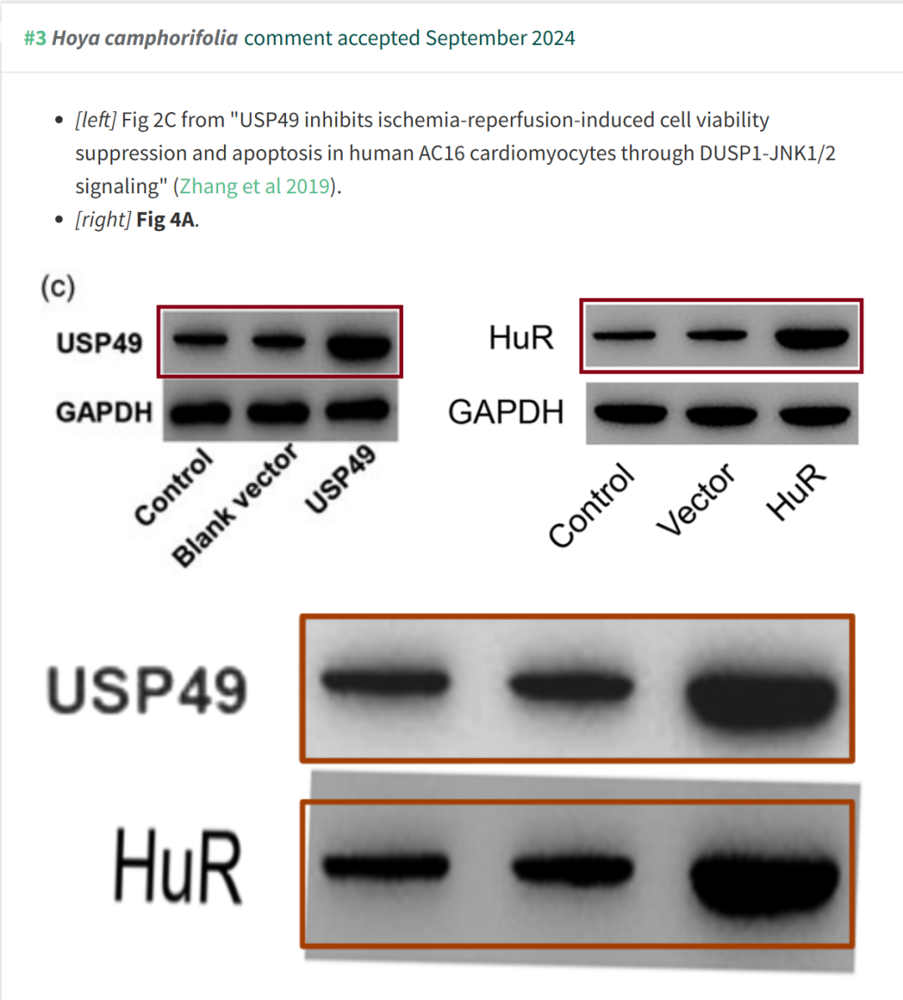 #3 Hoya camphorifolia comment accepted September 2024
• [left] Fig 2C from "USP49 inhibits ischemia-reperfusion-induced cell viability
suppression and apoptosis in human AC16 cardiomyocytes through DUSP1-JNK1/2
signaling" (Zhang et al 2019).
• [right] Fig 4A.
(c)
USP49
GAPDH
Control
Blank vector
USP49
HuR
GAPDH
Control
Vector
HuR
USP49
HuR